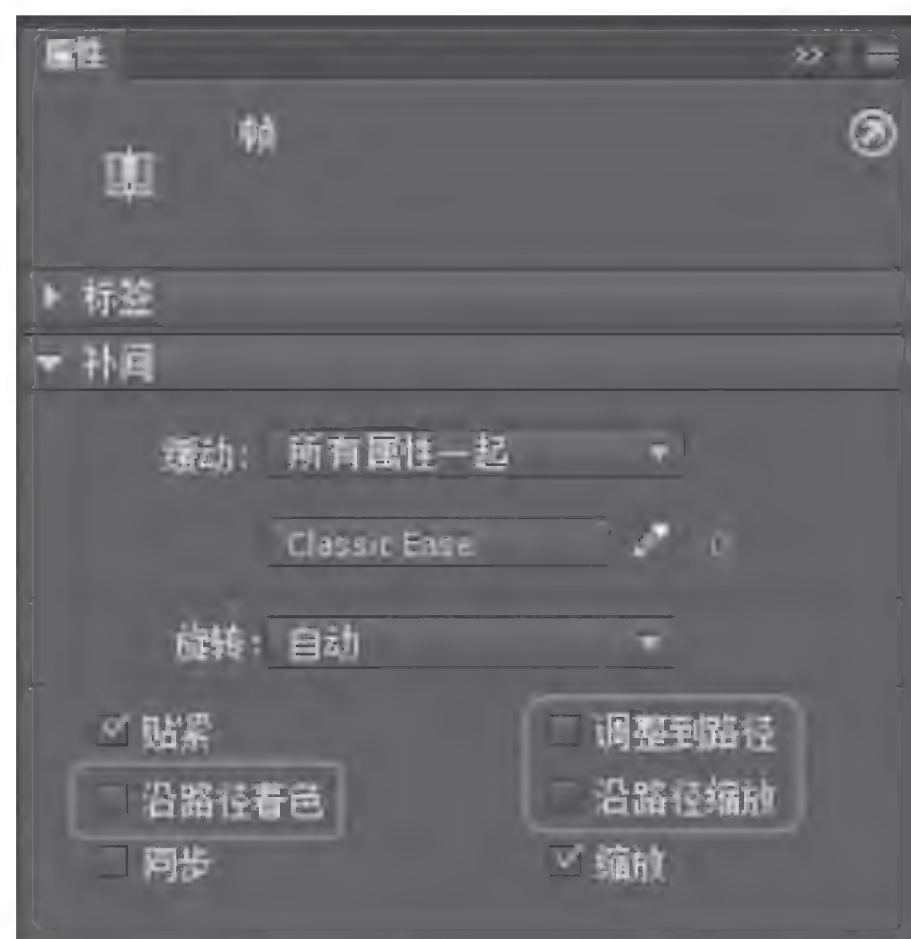 属性
帧
标签
补间
缓动: 所有属性一起
Classic Ease 0
旋转: 自动
贴紧 调整到路径
沿路径着色 沿路径缩放
同步 缩放